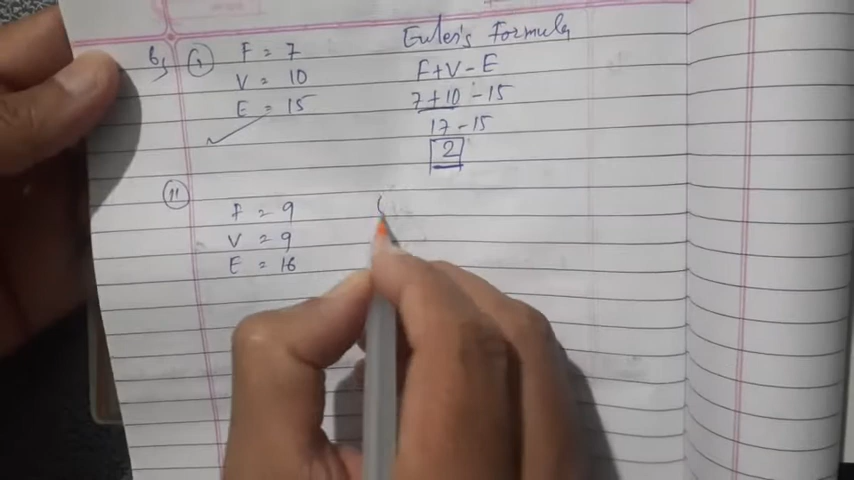 Euler's Formula
6, (i) F = 7
V = 10
E = 15
F+V - E
7+10 - 15
17 - 15
2
(ii) F = 9
V = 9
E = 16
(